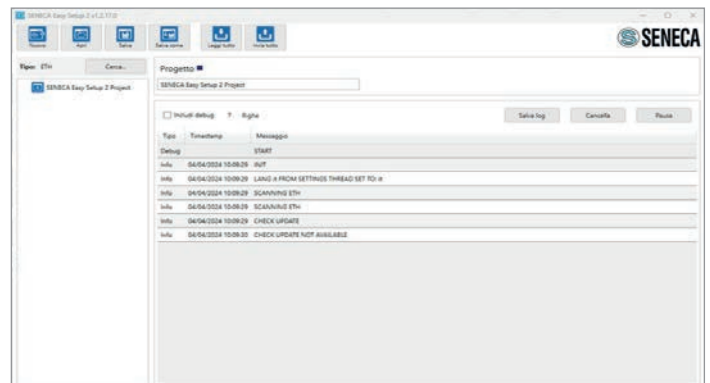 SENECA Easy Setup 2 v1.2.17.0
Nuovo Apri Salva Salva come Leggi tutto Invia tutto
SENECA
Tipo: ETH Cerca...
SENECA Easy Setup 2 Project
Progetto
SENECA Easy Setup 2 Project
Includi debug 7 Righe Salva log Cancella Pausa
Tipo Timestamp Messaggio
Debug START
Info 04/04/2024 10:09:29 INIT
Info 04/04/2024 10:09:29 LANG it FROM SETTINGS THREAD SET TO: it
Info 04/04/2024 10:09:29 SCANNING ETH
Info 04/04/2024 10:09:29 SCANNING ETH
Info 04/04/2024 10:09:29 CHECK UPDATE
Info 04/04/2024 10:09:30 CHECK UPDATE NOT AVAILABLE